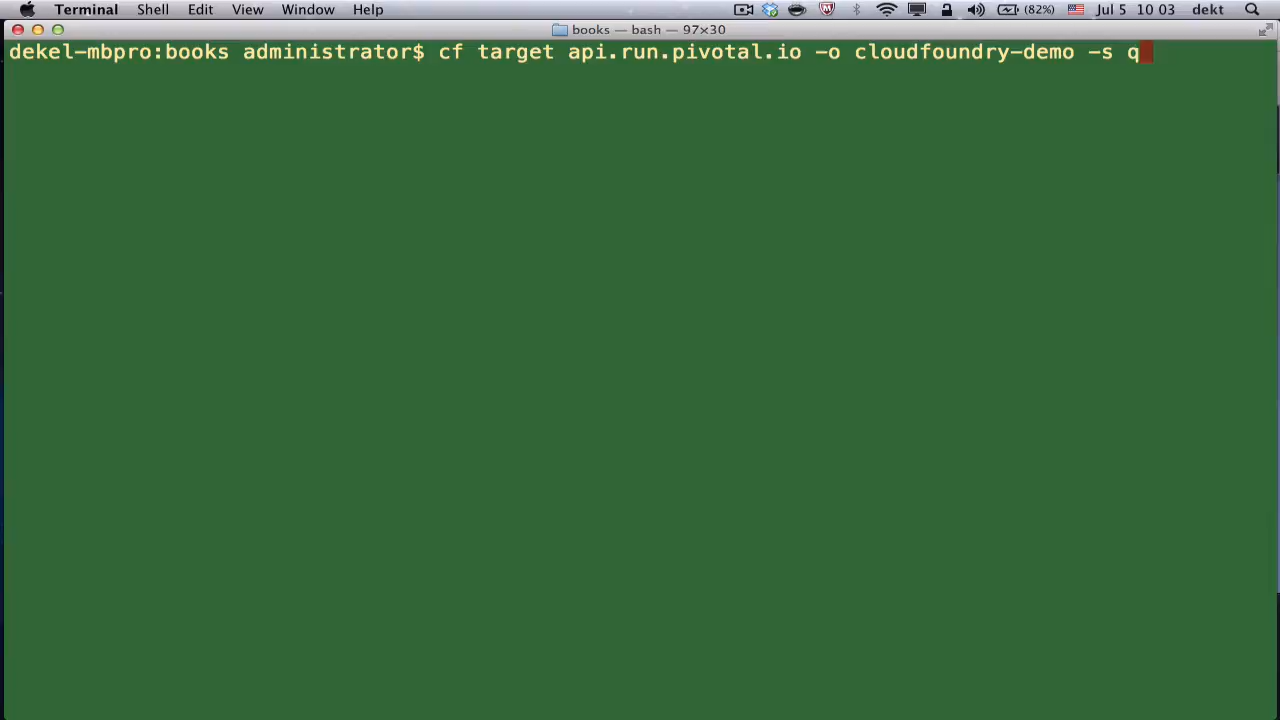 Terminal Shell Edit View Window Help (82%) Jul 5 10 03 dekt
books — bash — 97×30
dekel-mbpro:books administrator$ cf target api.run.pivotal.io -o cloudfoundry-demo -s q